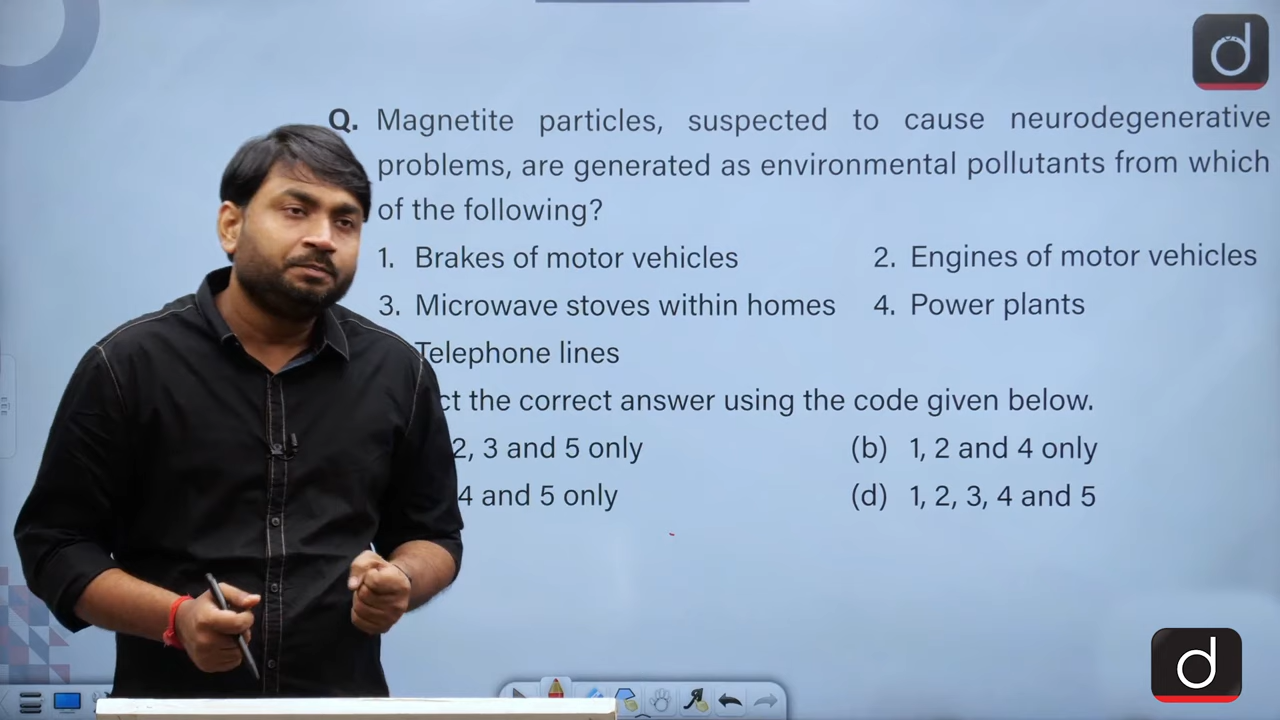 d
Q. Magnetite particles, suspected to cause neurodegenerative
problems, are generated as environmental pollutants from which
of the following?
1. Brakes of motor vehicles 2. Engines of motor vehicles
3. Microwave stoves within homes 4. Power plants
Telephone lines
the correct answer using the code given below.
2, 3 and 5 only (b) 1, 2 and 4 only
4 and 5 only (d) 1, 2, 3, 4 and 5
d